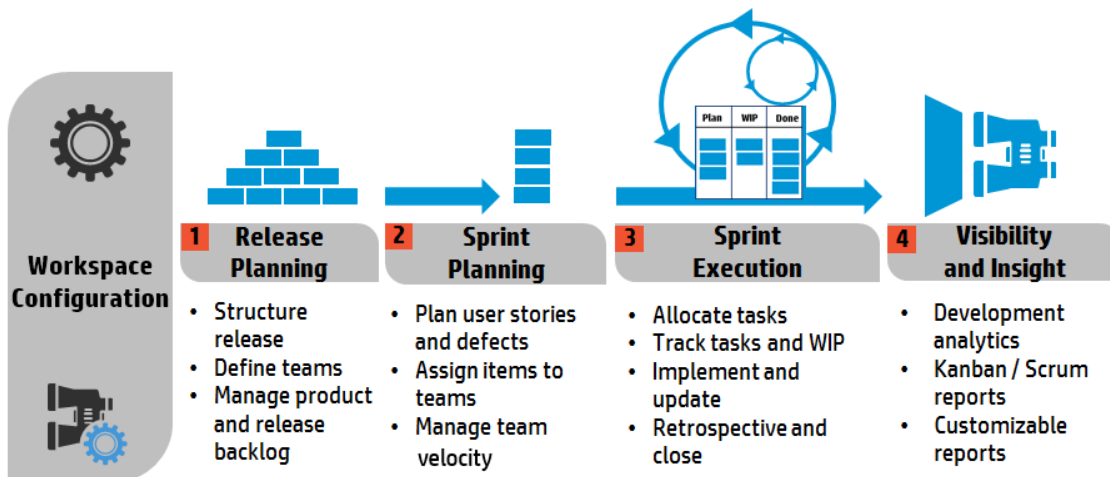 Workspace
Configuration
1 Release
Planning
• Structure
release
• Define teams
• Manage product
and release
backlog
2 Sprint
Planning
• Plan user stories
and defects
• Assign items to
teams
• Manage team
velocity
Plan WIP Done
3 Sprint
Execution
• Allocate tasks
• Track tasks and WIP
• Implement and
update
• Retrospective and
close
4 Visibility
and Insight
• Development
analytics
• Kanban / Scrum
reports
• Customizable
reports